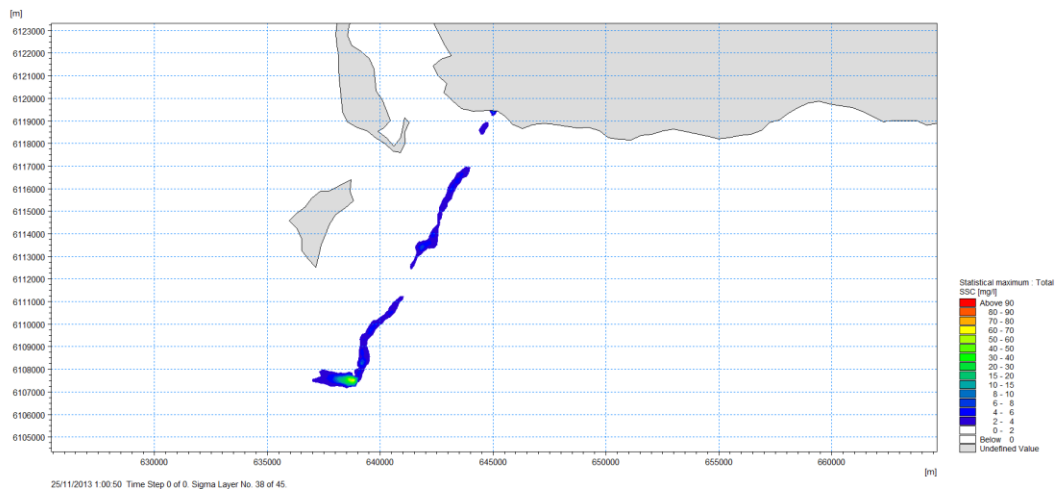 [m]
6123000
6122000
6121000
6120000
6119000
6118000
6117000
6116000
6115000
6114000
6113000
6112000
6111000
6110000
6109000
6108000
6107000
6106000
6105000
630000 635000 640000 645000 650000 655000 660000
[m]
Statistical maximum : Total
SSC [mg/l]
Above 90
80 - 90
70 - 80
60 - 70
50 - 60
40 - 50
30 - 40
20 - 30
15 - 20
10 - 15
8 - 10
6 - 8
4 - 6
2 - 4
0 - 2
Below 0
Undefined Value
25/11/2013 1:00:50 Time Step 0 of 0. Sigma Layer No. 38 of 45.